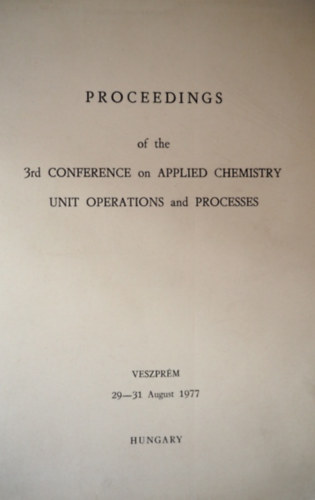 PROCEEDINGS
of the
3rd CONFERENCE on APPLIED CHEMISTRY
UNIT OPERATIONS and PROCESSES
VESZPRÉM
29—31 August 1977
HUNGARY